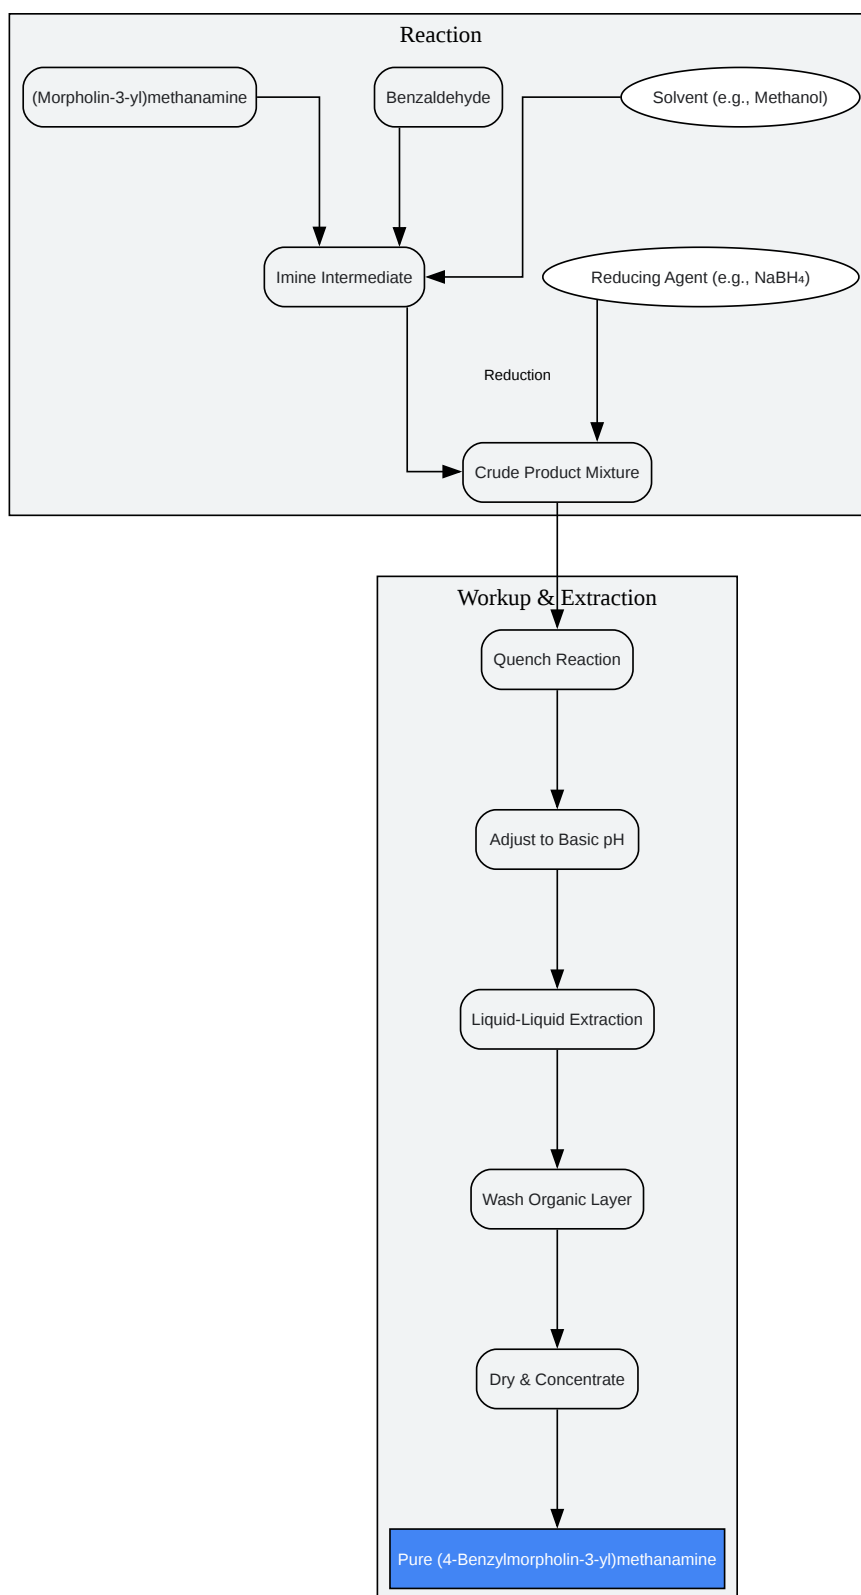 Reaction
(Morpholin-3-yl)methanamine
Benzaldehyde
Solvent (e.g., Methanol)
Imine Intermediate
Reducing Agent (e.g., NaBH₄)
Reduction
Crude Product Mixture
Workup & Extraction
Quench Reaction
Adjust to Basic pH
Liquid-Liquid Extraction
Wash Organic Layer
Dry & Concentrate
Pure (4-Benzylmorpholin-3-yl)methanamine